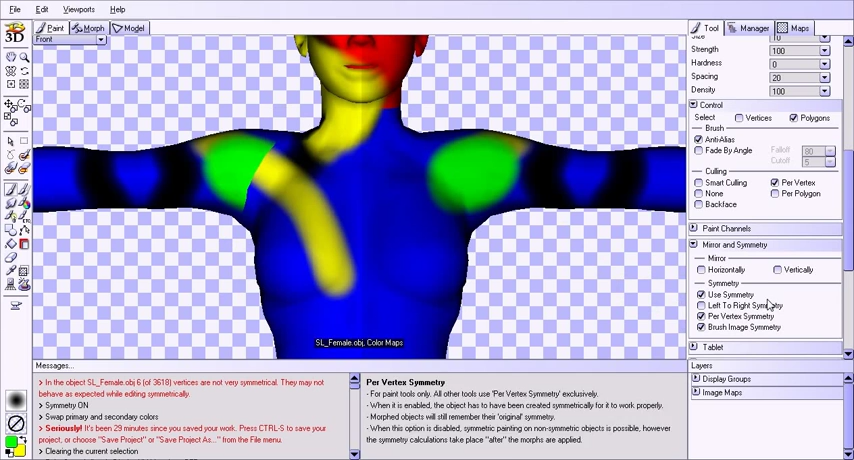 File Edit Viewports Help
3D
Paint Morph Model
Tool Manager Maps
Front
Size 10
Strength 100
Hardness 0
Spacing 20
Density 100
Control
Select Vertices Polygons
Brush
Anti-Alias
Fade By Angle Falloff 80
Cutoff 5
Culling
Smart Culling Per Vertex
None Per Polygon
Backface
Paint Channels
Mirror and Symmetry
Mirror
Horizontally Vertically
Symmetry
Use Symmetry
Left To Right Symmetry
Per Vertex Symmetry
Brush Image Symmetry
Tablet
SL_Female.obj, Color Maps
Messages...
> In the object SL_Female.obj 6 (of 3618) vertices are not very symmetrical. They may not
behave as expected while editing symmetrically.
> Symmetry ON
> Swap primary and secondary colors
> Seriously! It's been 29 minutes since you saved your work. Press CTRL-S to save your
project, or choose "Save Project" or "Save Project As..." from the File menu.
> Clearing the current selection
Per Vertex Symmetry
- For paint tools only. All other tools use 'Per Vertex Symmetry' exclusively.
- When it is enabled, the object has to have been created symmetrically for it to work properly.
- Morphed objects will still remember their 'original' symmetry.
- When this option is disabled, symmetric painting on non-symmetric objects is possible, however
the symmetry calculations take place "after" the morphs are applied.
Layers
Display Groups
Image Maps